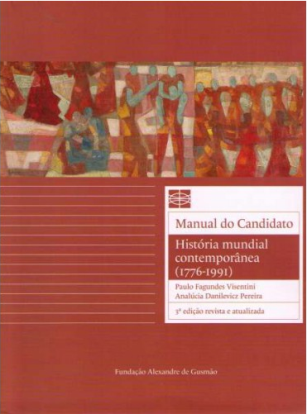 Manual do Candidato
História mundial
contemporânea
(1776-1991)
Paulo Fagundes Visentini
Analúcia Danilevicz Pereira
3ª edição revista e atualizada
Fundação Alexandre de Gusmão